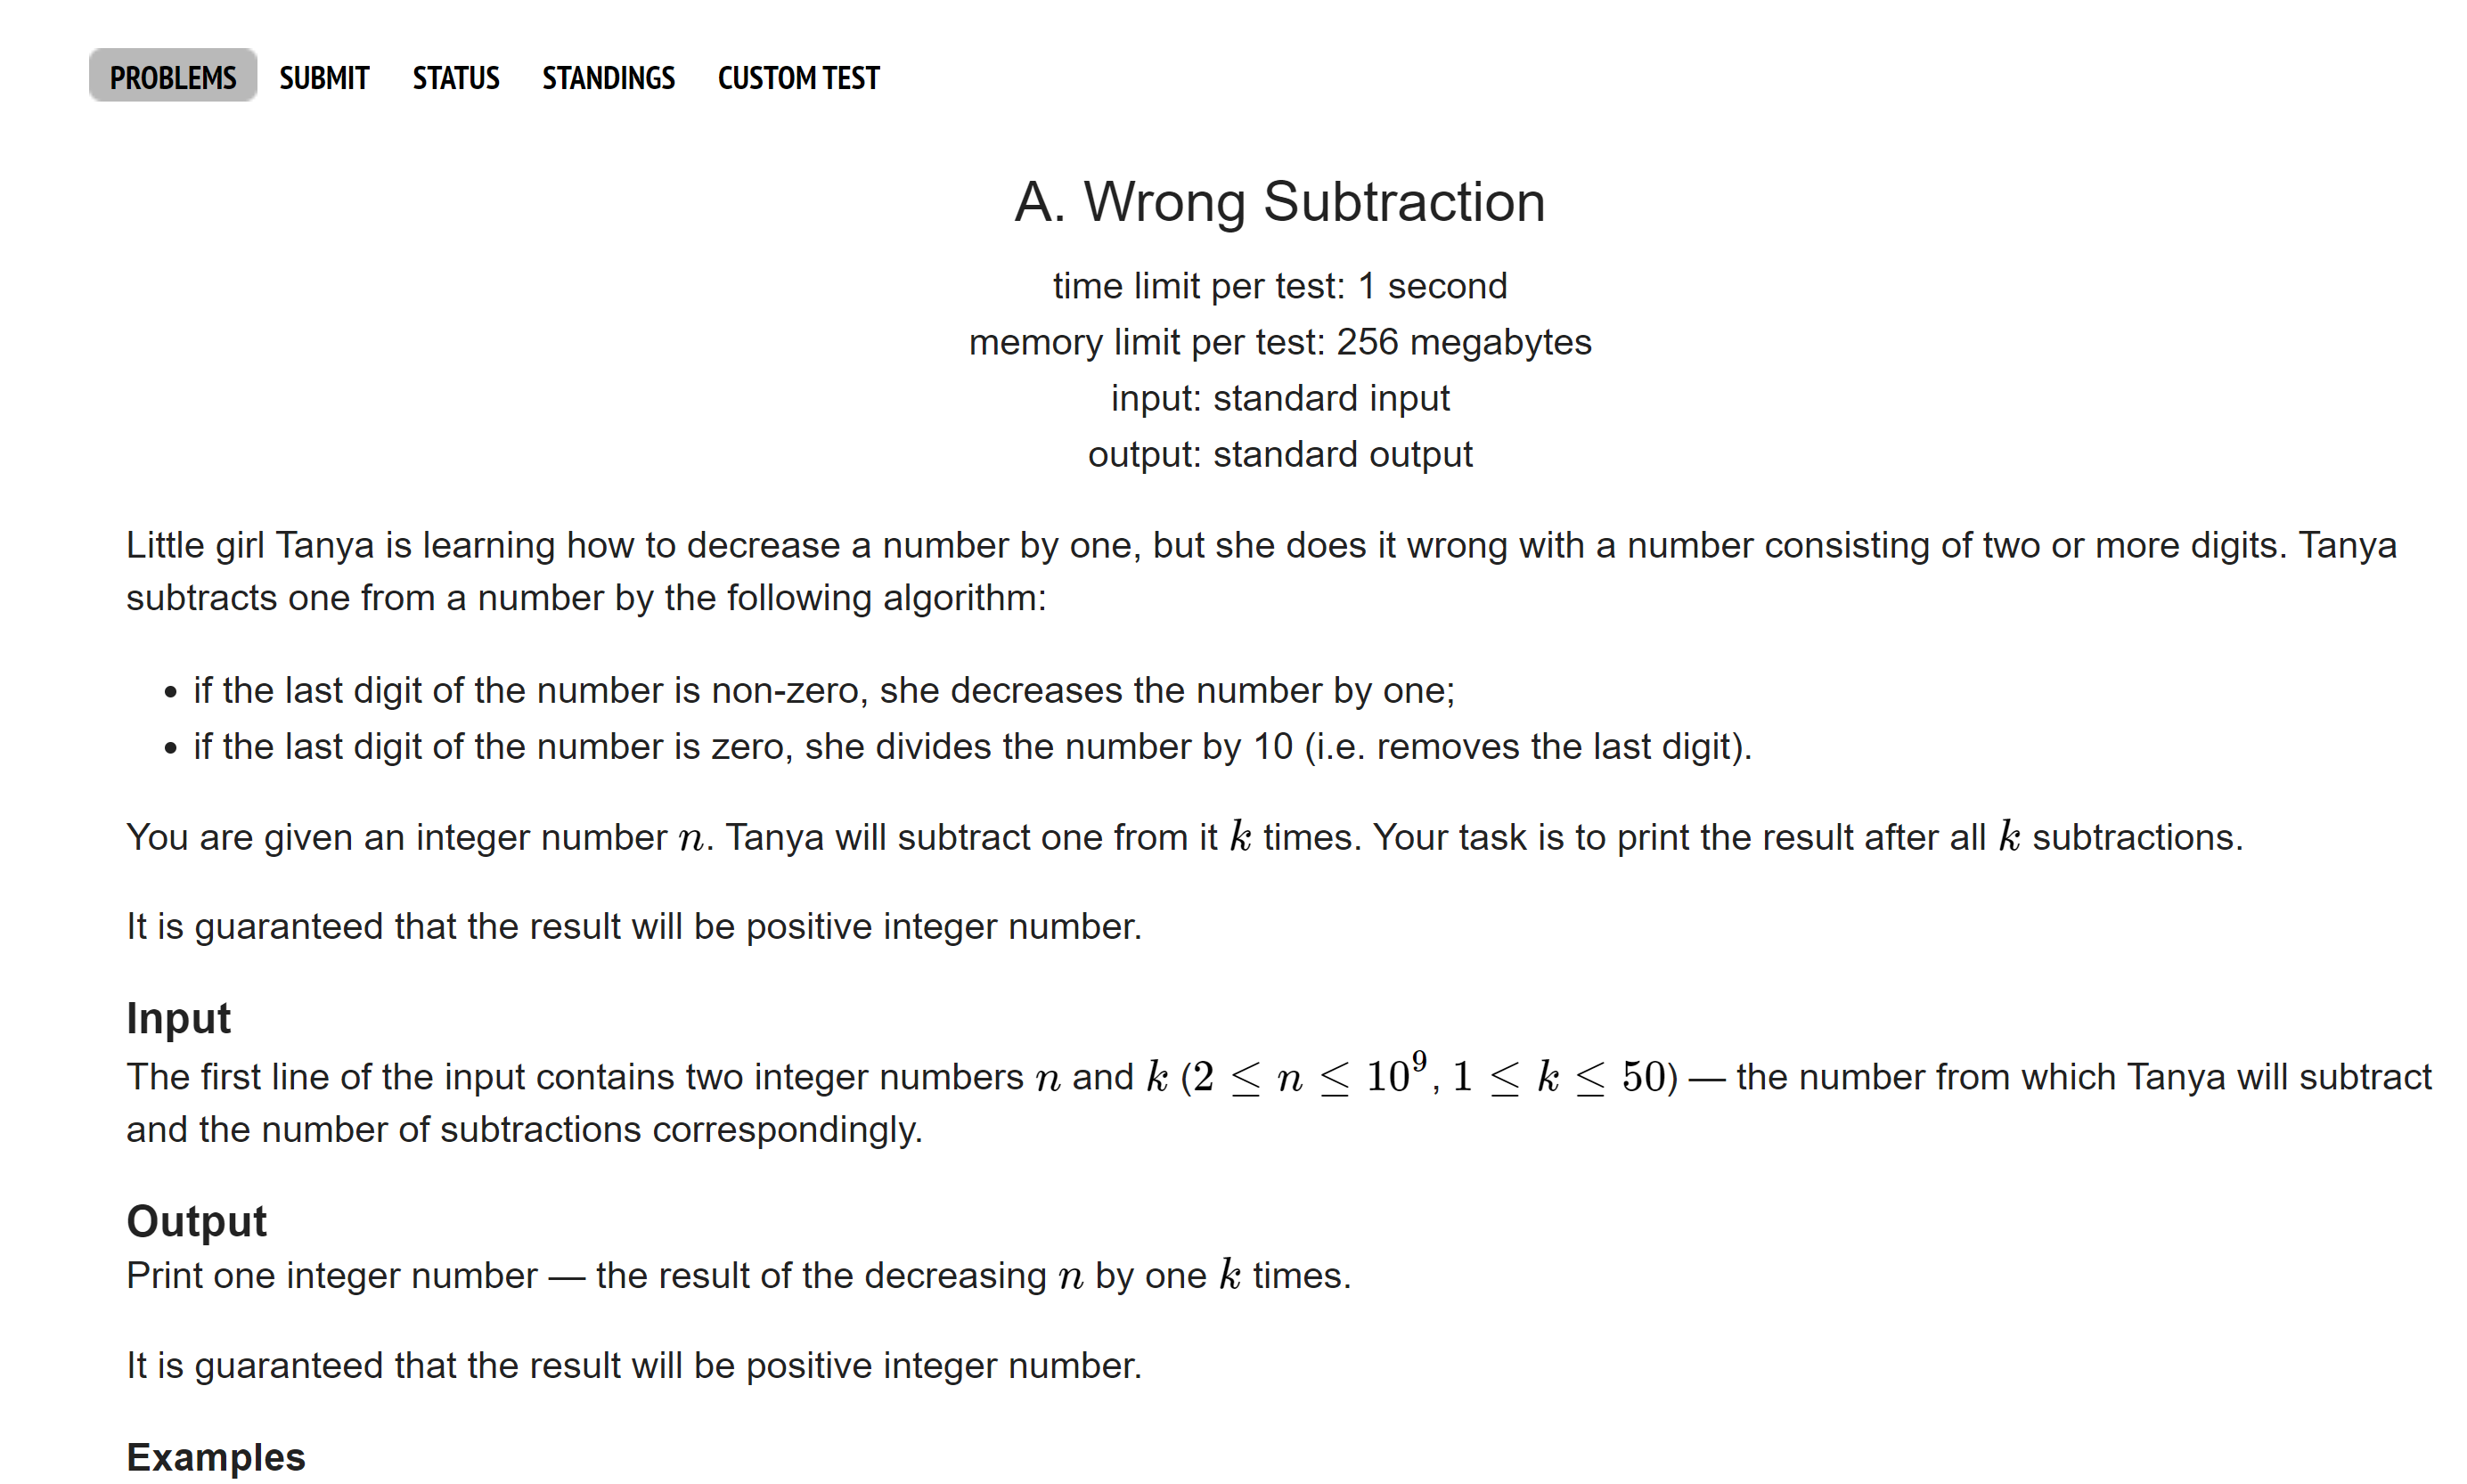 PROBLEMS SUBMIT STATUS STANDINGS CUSTOM TEST
A. Wrong Subtraction
time limit per test: 1 second
memory limit per test: 256 megabytes
input: standard input
output: standard output
Little girl Tanya is learning how to decrease a number by one, but she does it wrong with a number consisting of two or more digits. Tanya
subtracts one from a number by the following algorithm:
• if the last digit of the number is non-zero, she decreases the number by one;
• if the last digit of the number is zero, she divides the number by 10 (i.e. removes the last digit).
You are given an integer number n. Tanya will subtract one from it k times. Your task is to print the result after all k subtractions.
It is guaranteed that the result will be positive integer number.
Input
The first line of the input contains two integer numbers n and k (2 ≤ n ≤ 10⁹, 1 ≤ k ≤ 50) — the number from which Tanya will subtract
and the number of subtractions correspondingly.
Output
Print one integer number — the result of the decreasing n by one k times.
It is guaranteed that the result will be positive integer number.
Examples